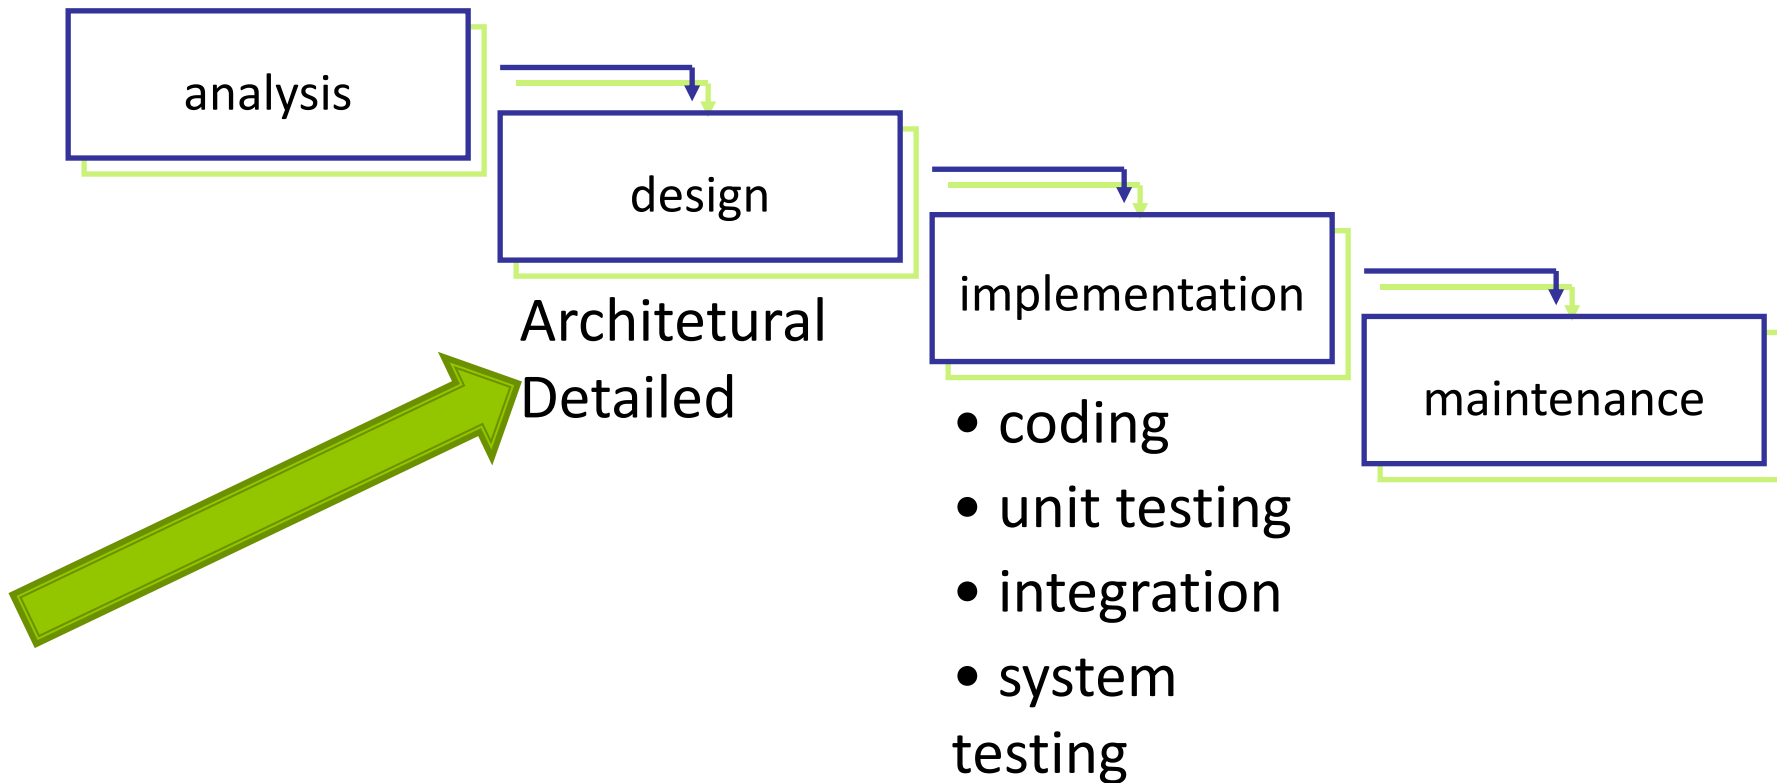 analysis
design
Architetural
Detailed
implementation
• coding
• unit testing
• integration
• system
testing
maintenance